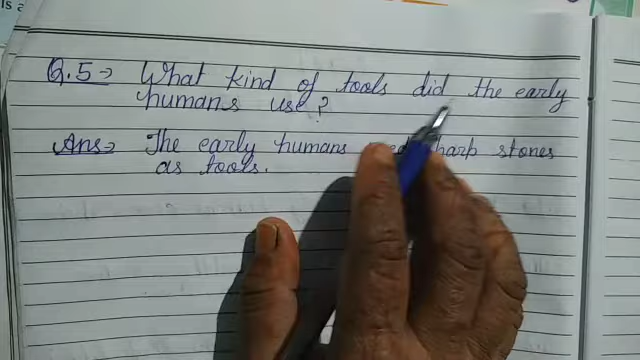 Q.5 → What kind of tools did the early
humans use?
Ans → The early humans sharp stones
as tools.